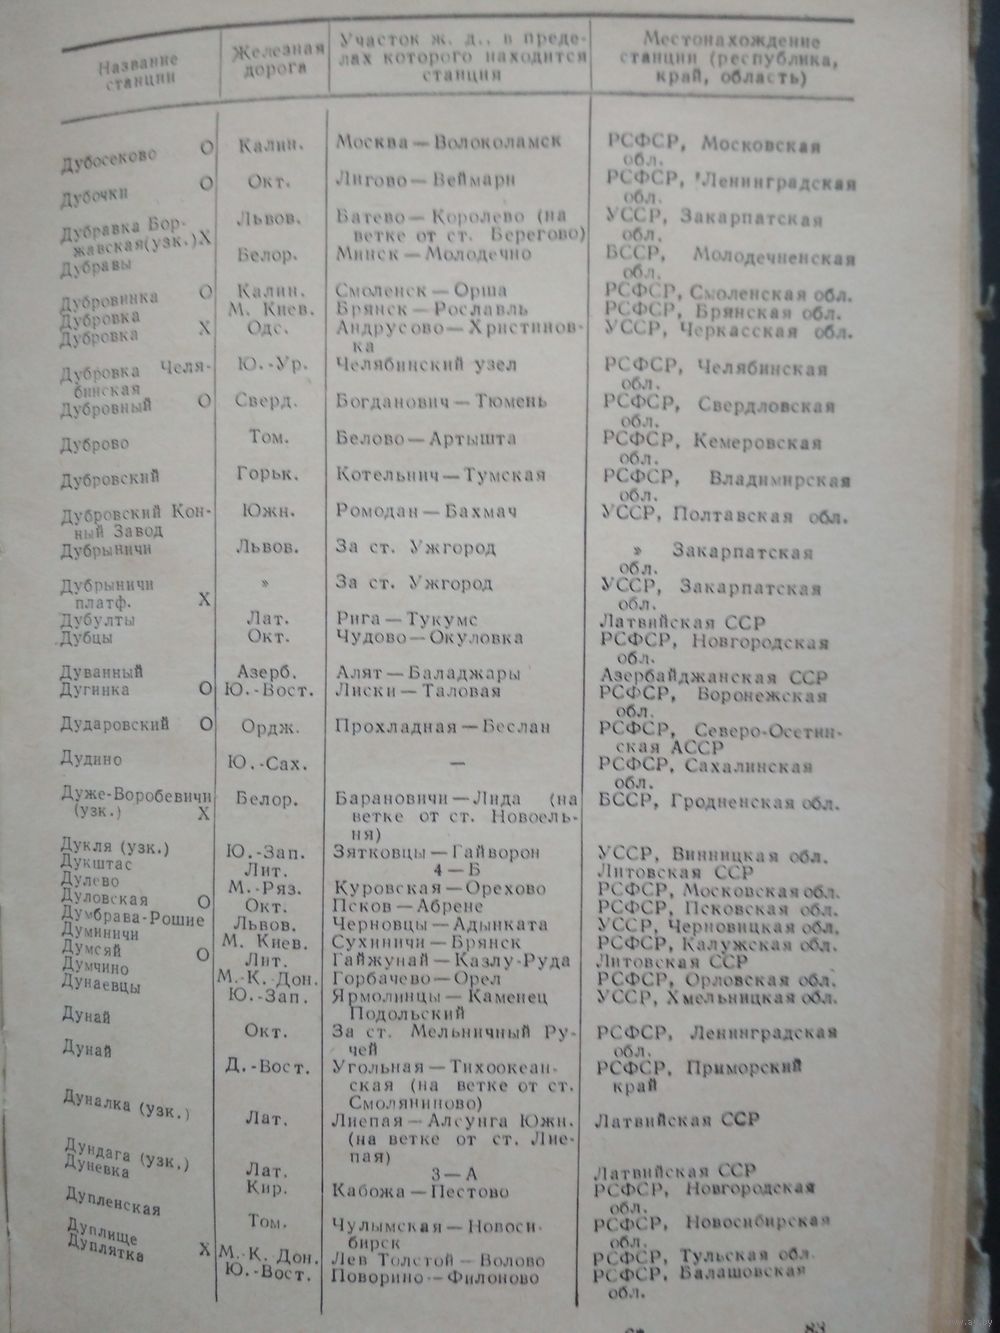 Название станции | Железная дорога | Участок ж. д., в пределах которого находится станция | Местонахождение станции (республика, край, область)
Дубосеково О | Калин. | Москва — Волоколамск | РСФСР, Московская обл.
Дубочки О | Окт. | Лигово — Веймарн | РСФСР, Ленинградская обл.
Дубравка Бор-
жавская(узк.)Х | Львов. | Батево — Королево (на ветке от ст. Берегово) | УССР, Закарпатская обл.
Дубравы | Белор. | Минск — Молодечно | БССР, Молодечненская обл.
Дубровинка О | Калин. | Смоленск — Орша | РСФСР, Смоленская обл.
Дубровка | М. Киев. | Брянск — Рославль | РСФСР, Брянская обл.
Дубровка Х | Одс. | Андрусово — Христиновка | УССР, Черкасская обл.
Дубровка Челя-
бинская | Ю.-Ур. | Челябинский узел | РСФСР, Челябинская обл.
Дубровный О | Сверд. | Богданович — Тюмень | РСФСР, Свердловская обл.
Дуброво | Том. | Белово — Артышта | РСФСР, Кемеровская обл.
Дубровский | Горьк. | Котельнич — Тумская | РСФСР, Владимирская обл.
Дубровский Кон-
ный Завод | Южн. | Ромодан — Бахмач | УССР, Полтавская обл.
Дубрыничи | Львов. | За ст. Ужгород | » Закарпатская обл.
Дубрыничи
платф. Х | » | За ст. Ужгород | УССР, Закарпатская обл.
Дубулты | Лат. | Рига — Тукумс | Латвийская ССР
Дубцы | Окт. | Чудово — Окуловка | РСФСР, Новгородская обл.
Дуванный | Азерб. | Алят — Баладжары | Азербайджанская ССР
Дугинка О | Ю.-Вост. | Лиски — Таловая | РСФСР, Воронежская обл.
Дударовский О | Ордж. | Прохладная — Беслан | РСФСР, Северо-Осетинская АССР
Дудино | Ю.-Сах. | — | РСФСР, Сахалинская обл.
Дуже-Воробевичи
(узк.) Х | Белор. | Барановичи — Лида (на ветке от ст. Новоельня) | БССР, Гродненская обл.
Дукля (узк.) | Ю.-Зап. | Зятковцы — Гайворон | УССР, Винницкая обл.
Дукштас | Лит. | 4 — Б | Литовская ССР
Дулево | М.-Ряз. | Куровская — Орехово | РСФСР, Московская обл.
Дуловская О | Окт. | Псков — Абрене | РСФСР, Псковская обл.
Думбрава-Рошие | Львов. | Черновцы — Адынката | УССР, Черновицкая обл.
Думиничи | М. Киев. | Сухиничи — Брянск | РСФСР, Калужская обл.
Думсяй О | Лит. | Гайжунай — Казлу-Руда | Литовская ССР
Думчино | М.-К. Дон. | Горбачево — Орел | РСФСР, Орловская обл.
Дунаевцы | Ю.-Зап. | Ярмолинцы — Каменец Подольский | УССР, Хмельницкая обл.
Дунай | Окт. | За ст. Мельничный Ручей | РСФСР, Ленинградская обл.
Дунай | Д.-Вост. | Угольная — Тихоокеанская (на ветке от ст. Смоляниново) | РСФСР, Приморский край
Дуналка (узк.) | Лат. | Лиепая — Алсунга Южн. (на ветке от ст. Лиепая) | Латвийская ССР
Дундага (узк.) | Лат. | 3 — А | Латвийская ССР
Дуневка | Кир. | Кабожа — Пестово | РСФСР, Новгородская обл.
Дупленская | Том. | Чулымская — Новосибирск | РСФСР, Новосибирская обл.
Дуплище Х | М.-К. Дон. | Лев Толстой — Волово | РСФСР, Тульская обл.
Дуплятка | Ю.-Вост. | Поворино — Филоново | РСФСР, Балашовская обл.
83
www.ay.by